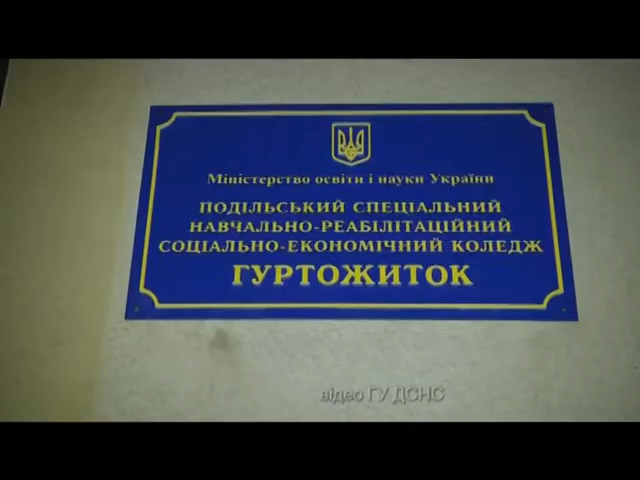 Міністерство освіти і науки України
ПОДІЛЬСЬКИЙ СПЕЦІАЛЬНИЙ
НАВЧАЛЬНО-РЕАБІЛІТАЦІЙНИЙ
СОЦІАЛЬНО-ЕКОНОМІЧНИЙ КОЛЕДЖ
ГУРТОЖИТОК
відео ГУ ДСНС